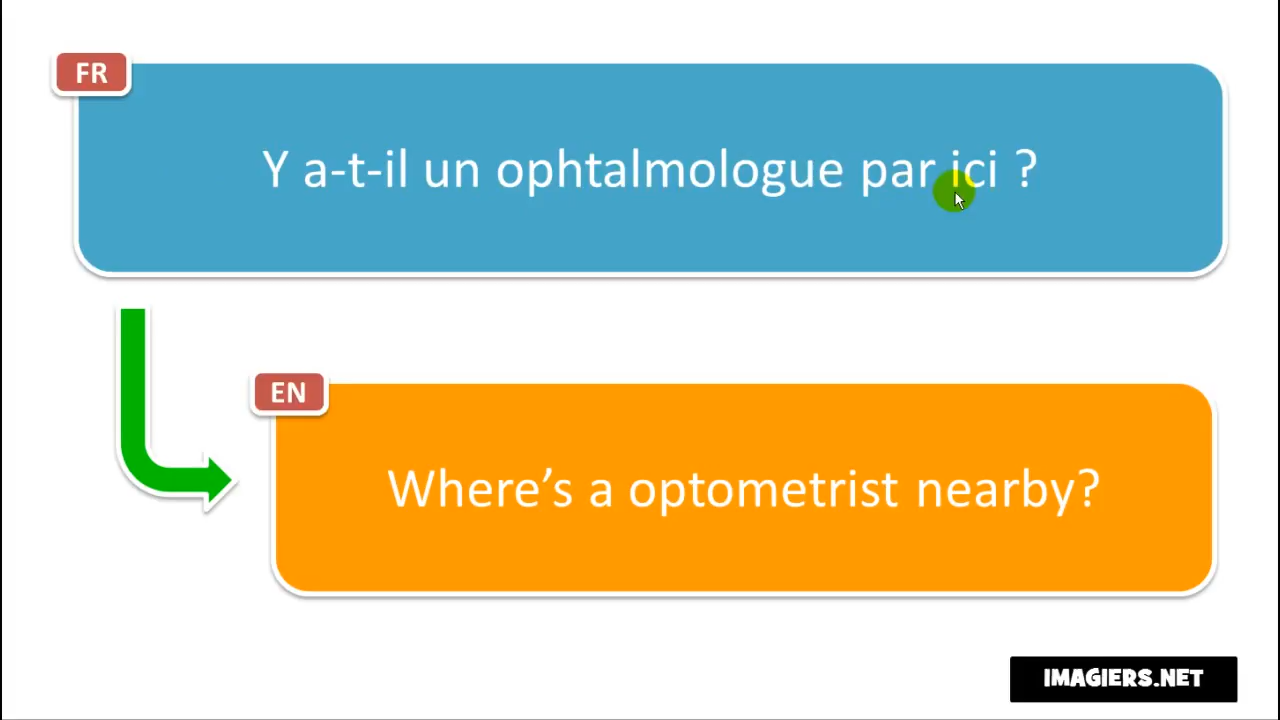 FR
Y a-t-il un ophtalmologue par ici ?
EN
Where’s a optometrist nearby?
IMAGIERS.NET